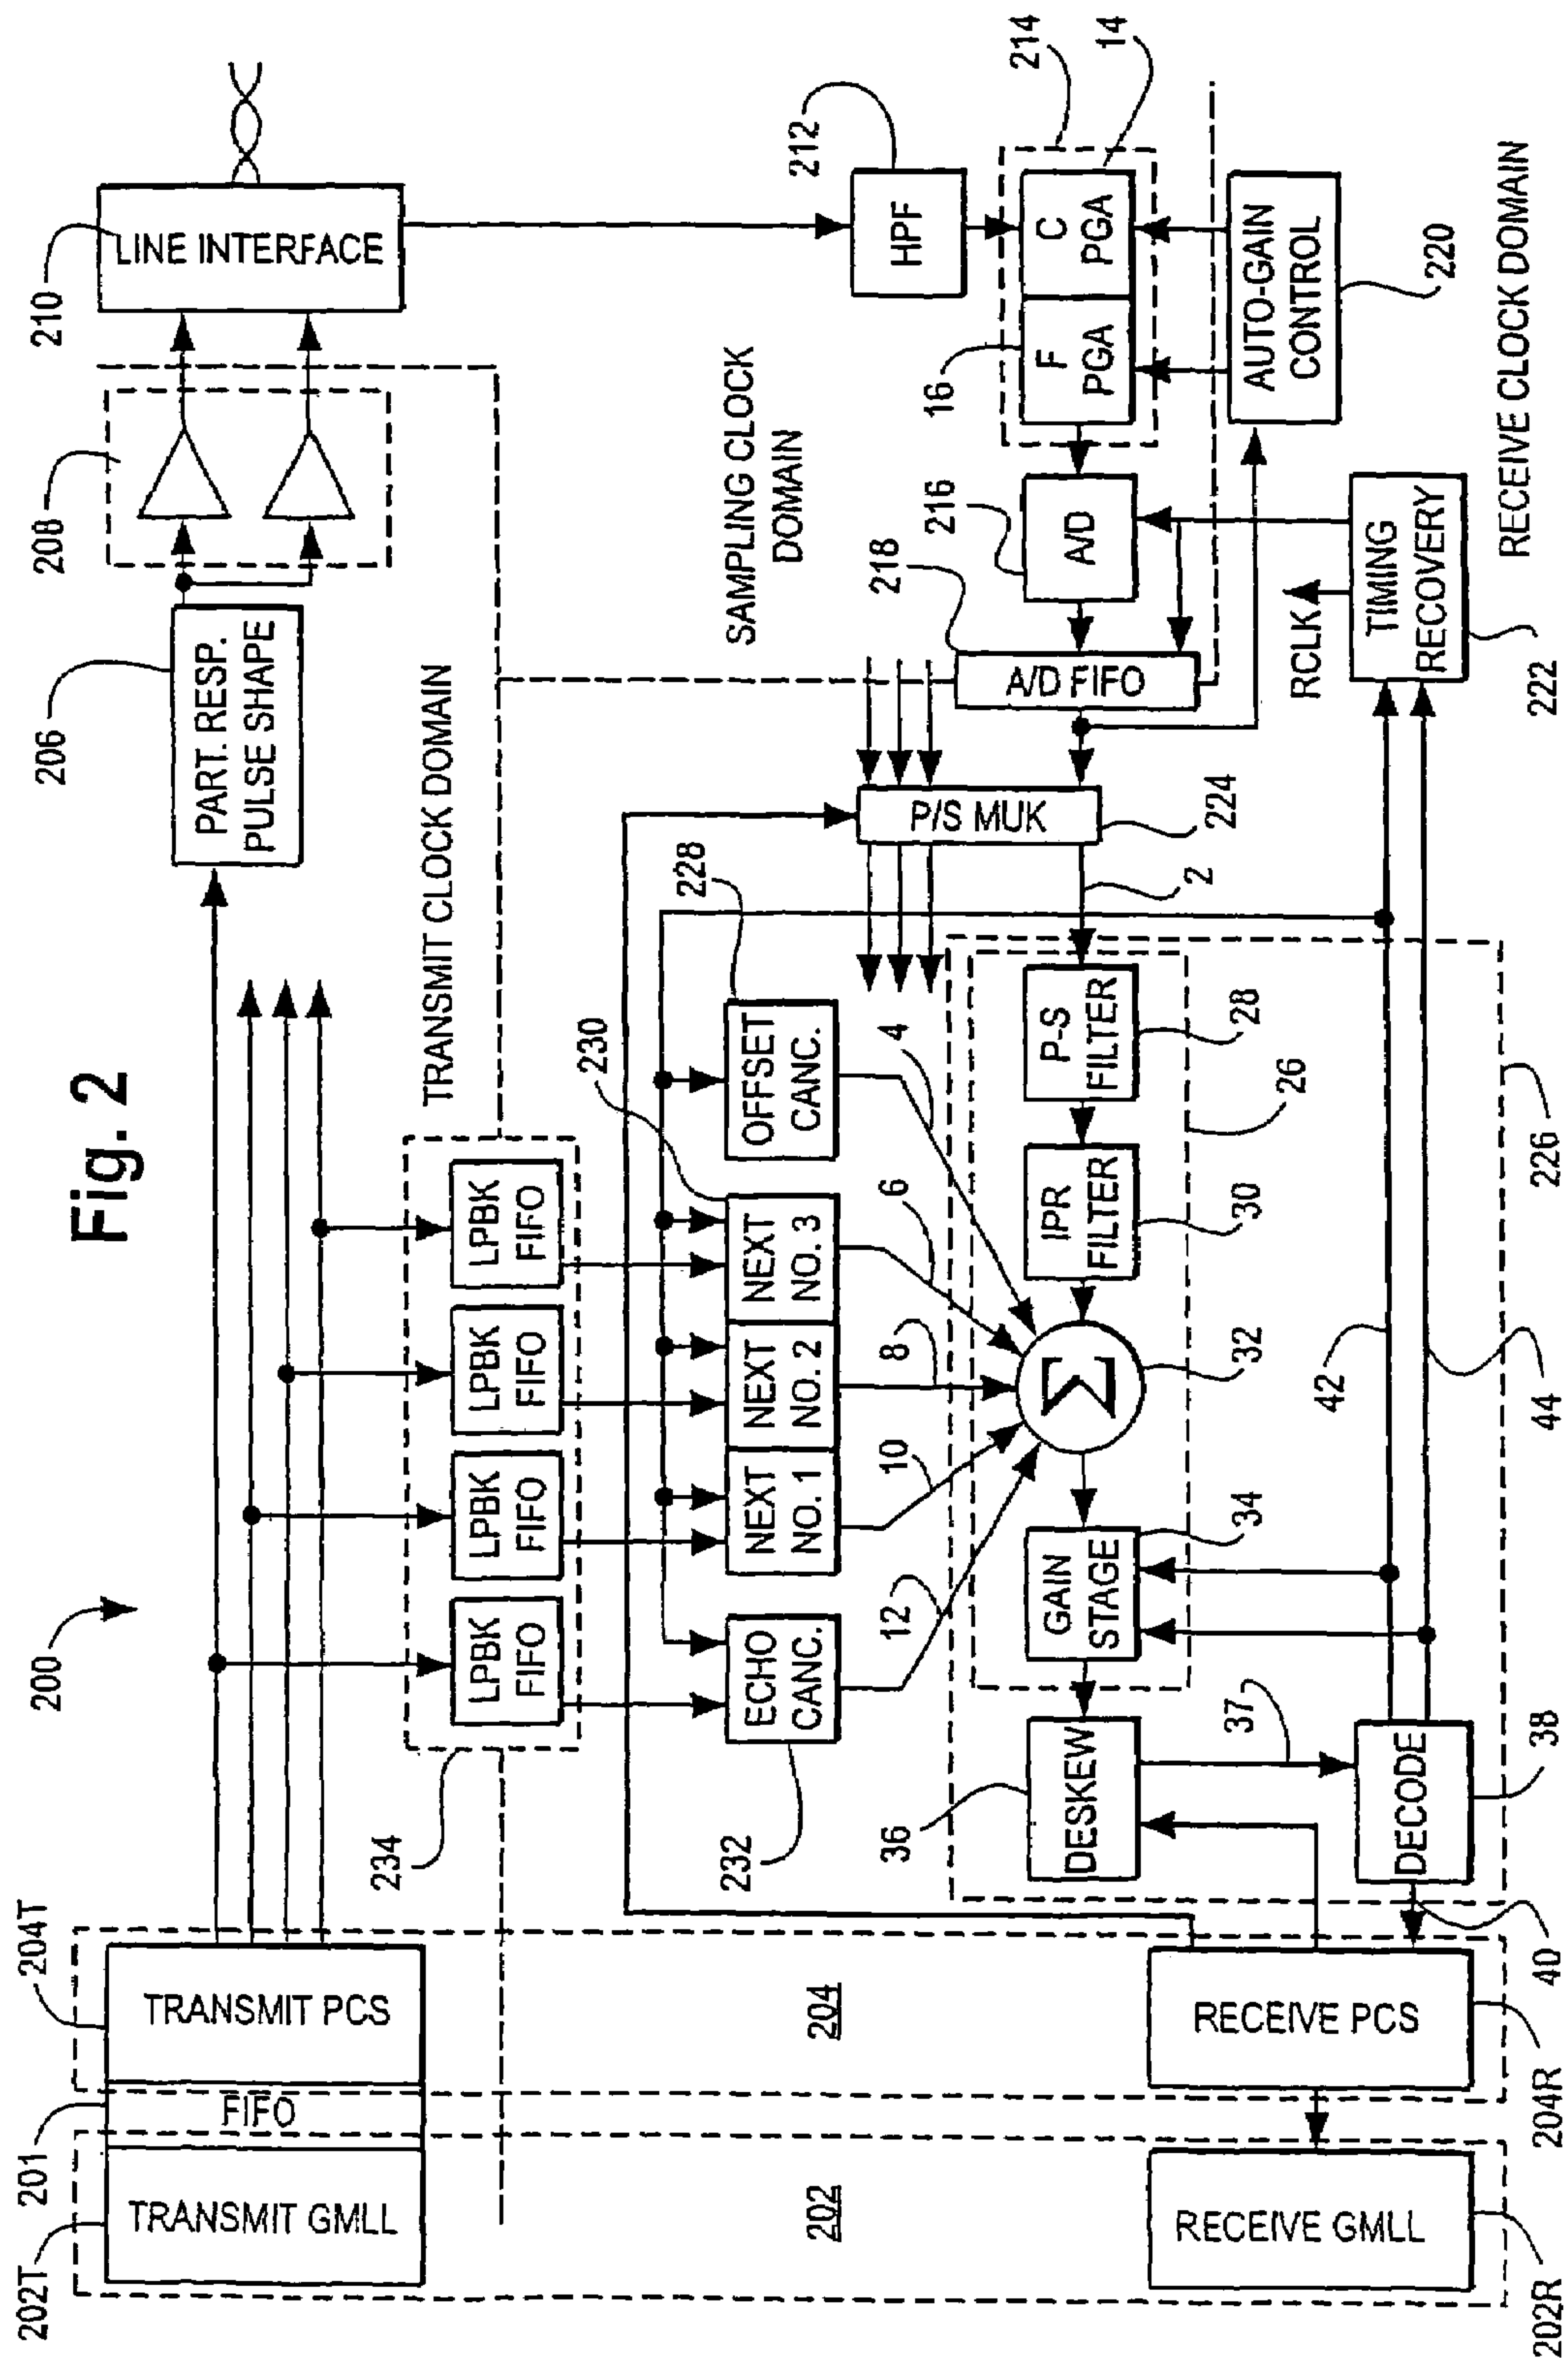 Fig. 2
200
202T
TRANSMIT GMLL
201
FIFO
204T
TRANSMIT PCS
206
PART. RESP.
PULSE SHAPE
208
210
LINE INTERFACE
TRANSMIT CLOCK DOMAIN
234
LPBK
FIFO
LPBK
FIFO
LPBK
FIFO
LPBK
FIFO
SAMPLING CLOCK
DOMAIN
212
HPF
232
ECHO
CANC.
NEXT
NO. 1
NEXT
NO. 2
NEXT
NO. 3
230
OFFSET
CANC.
228
12
10
8
6
4
2
P/S MUK
224
218
A/D FIFO
216
A/D
16
F
PGA
C
PGA
214
14
202
204
36
DESKEW
GAIN
STAGE
34
Σ
32
IPR
FILTER
30
P-S
FILTER
28
26
AUTO-GAIN
CONTROL
220
37
42
44
RCLK
TIMING
RECOVERY
222
DECODE
38
226
RECEIVE CLOCK DOMAIN
40
RECEIVE PCS
204R
RECEIVE GMLL
202R